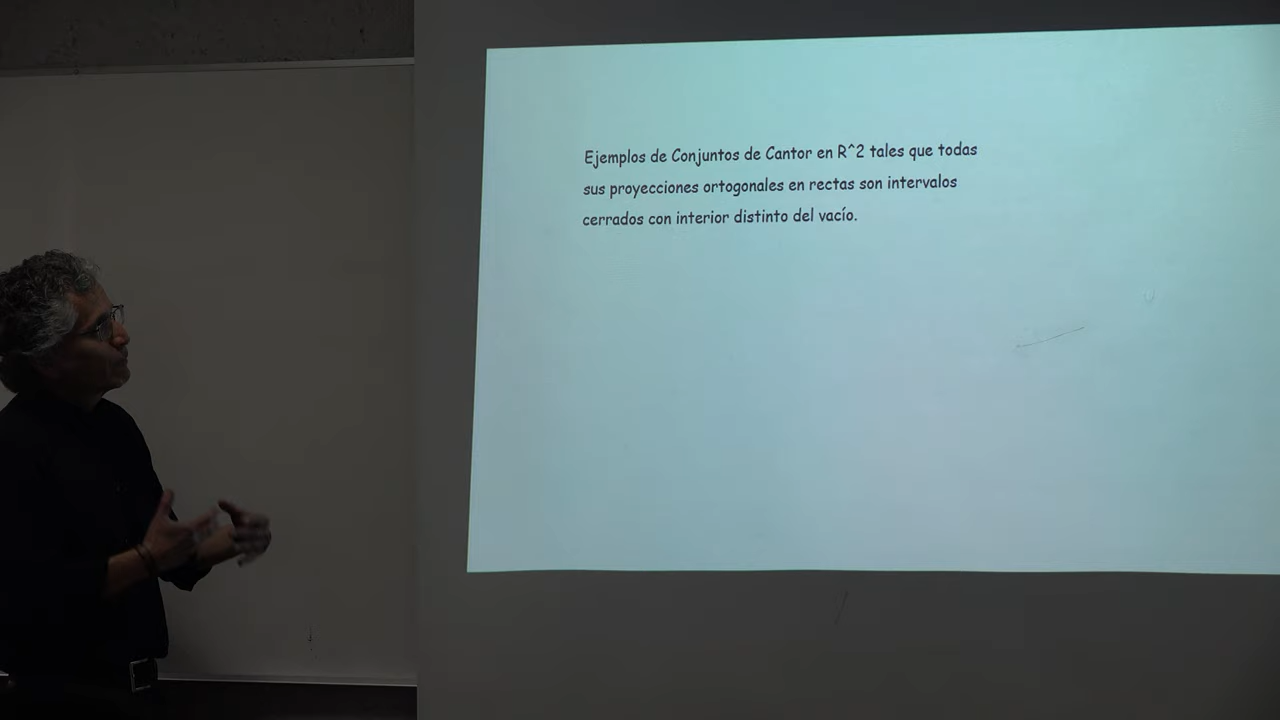 Ejemplos de Conjuntos de Cantor en R^2 tales que todas
sus proyecciones ortogonales en rectas son intervalos
cerrados con interior distinto del vacío.